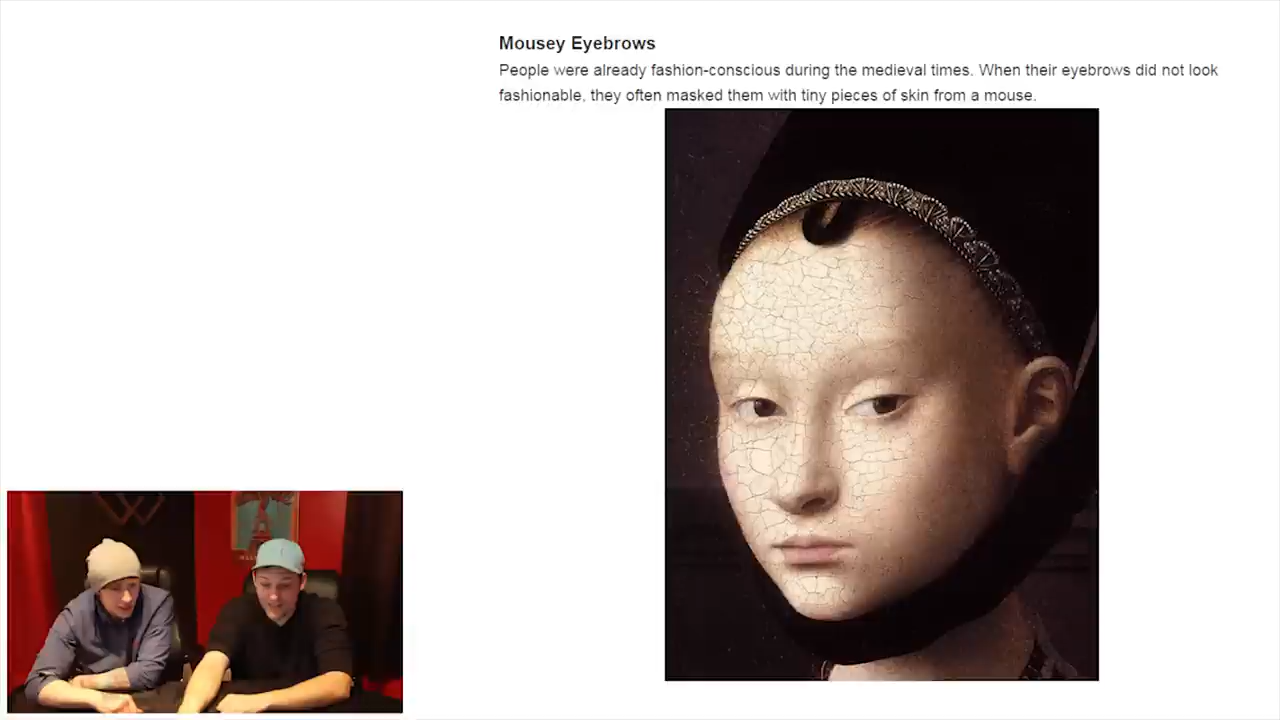 Mousey Eyebrows
People were already fashion-conscious during the medieval times. When their eyebrows did not look
fashionable, they often masked them with tiny pieces of skin from a mouse.